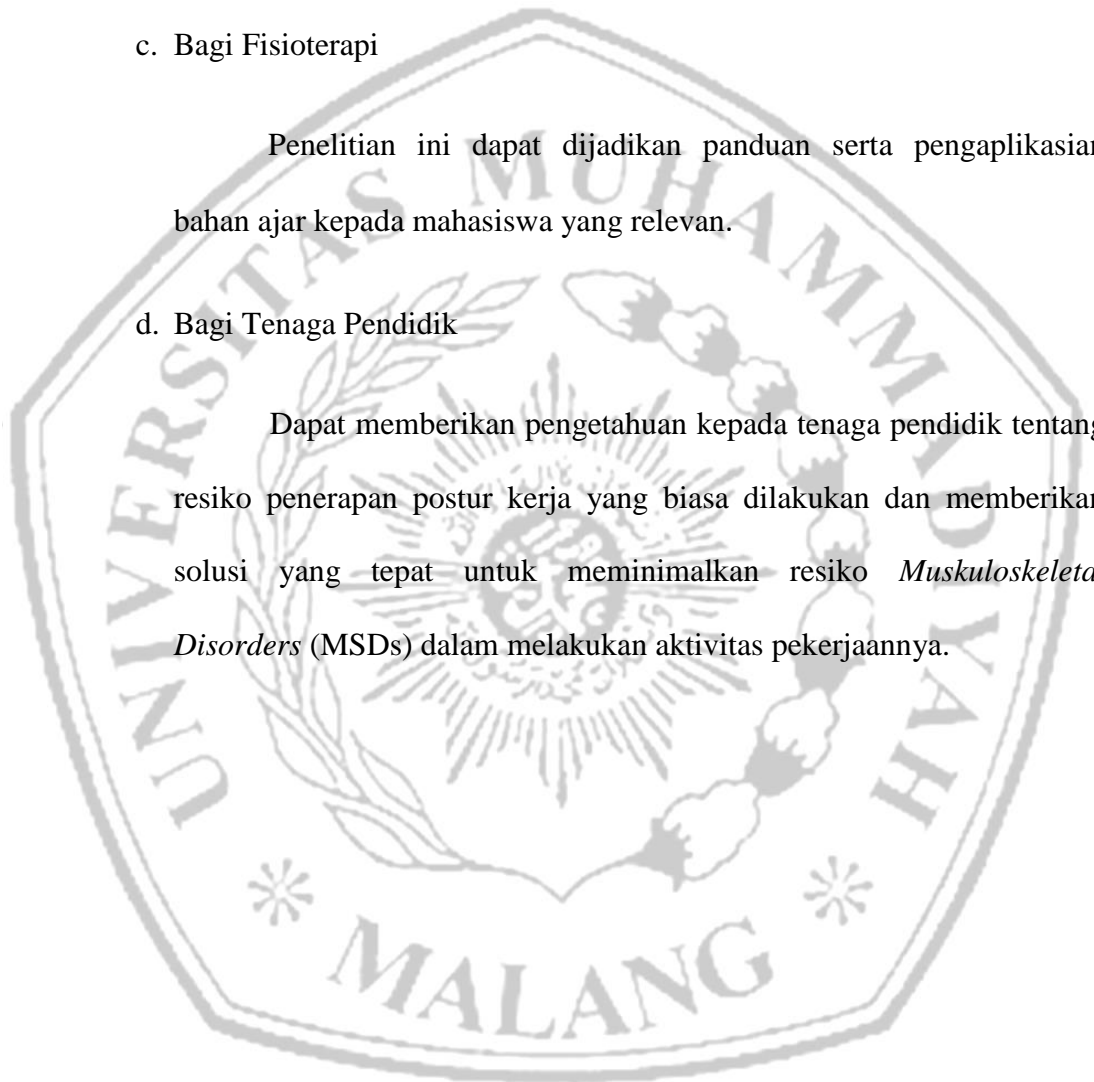 c. Bagi Fisioterapi
Penelitian ini dapat dijadikan panduan serta pengaplikasian
bahan ajar kepada mahasiswa yang relevan.
d. Bagi Tenaga Pendidik
Dapat memberikan pengetahuan kepada tenaga pendidik tentang
resiko penerapan postur kerja yang biasa dilakukan dan memberikan
solusi yang tepat untuk meminimalkan resiko Muskuloskeleta
Disorders (MSDs) dalam melakukan aktivitas pekerjaannya.
UNIVERSITAS MUHAMMADIYAH
MALANG